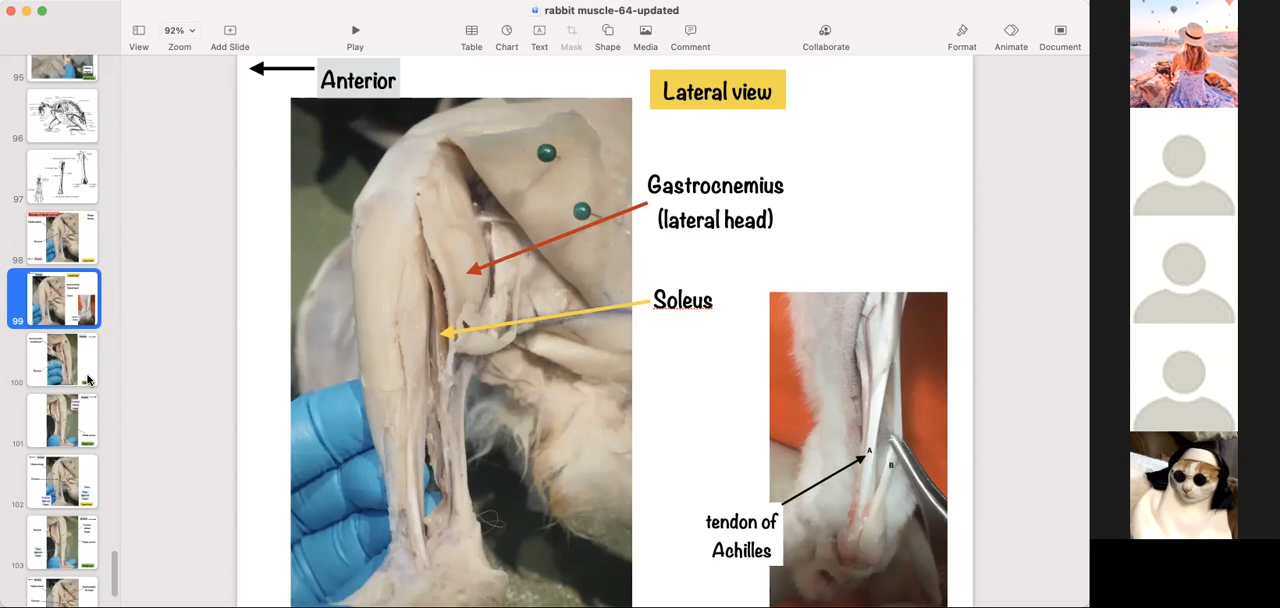 rabbit muscle-64-updated
92%
View
Zoom
Add Slide
Play
Table
Chart
Text
Mask
Shape
Media
Comment
Collaborate
Format
Animate
Document
95
96
97
98
99
100
101
102
103
Anterior
Lateral view
Gastrocnemius
(lateral head)
Soleus
A
B
tendon of
Achilles